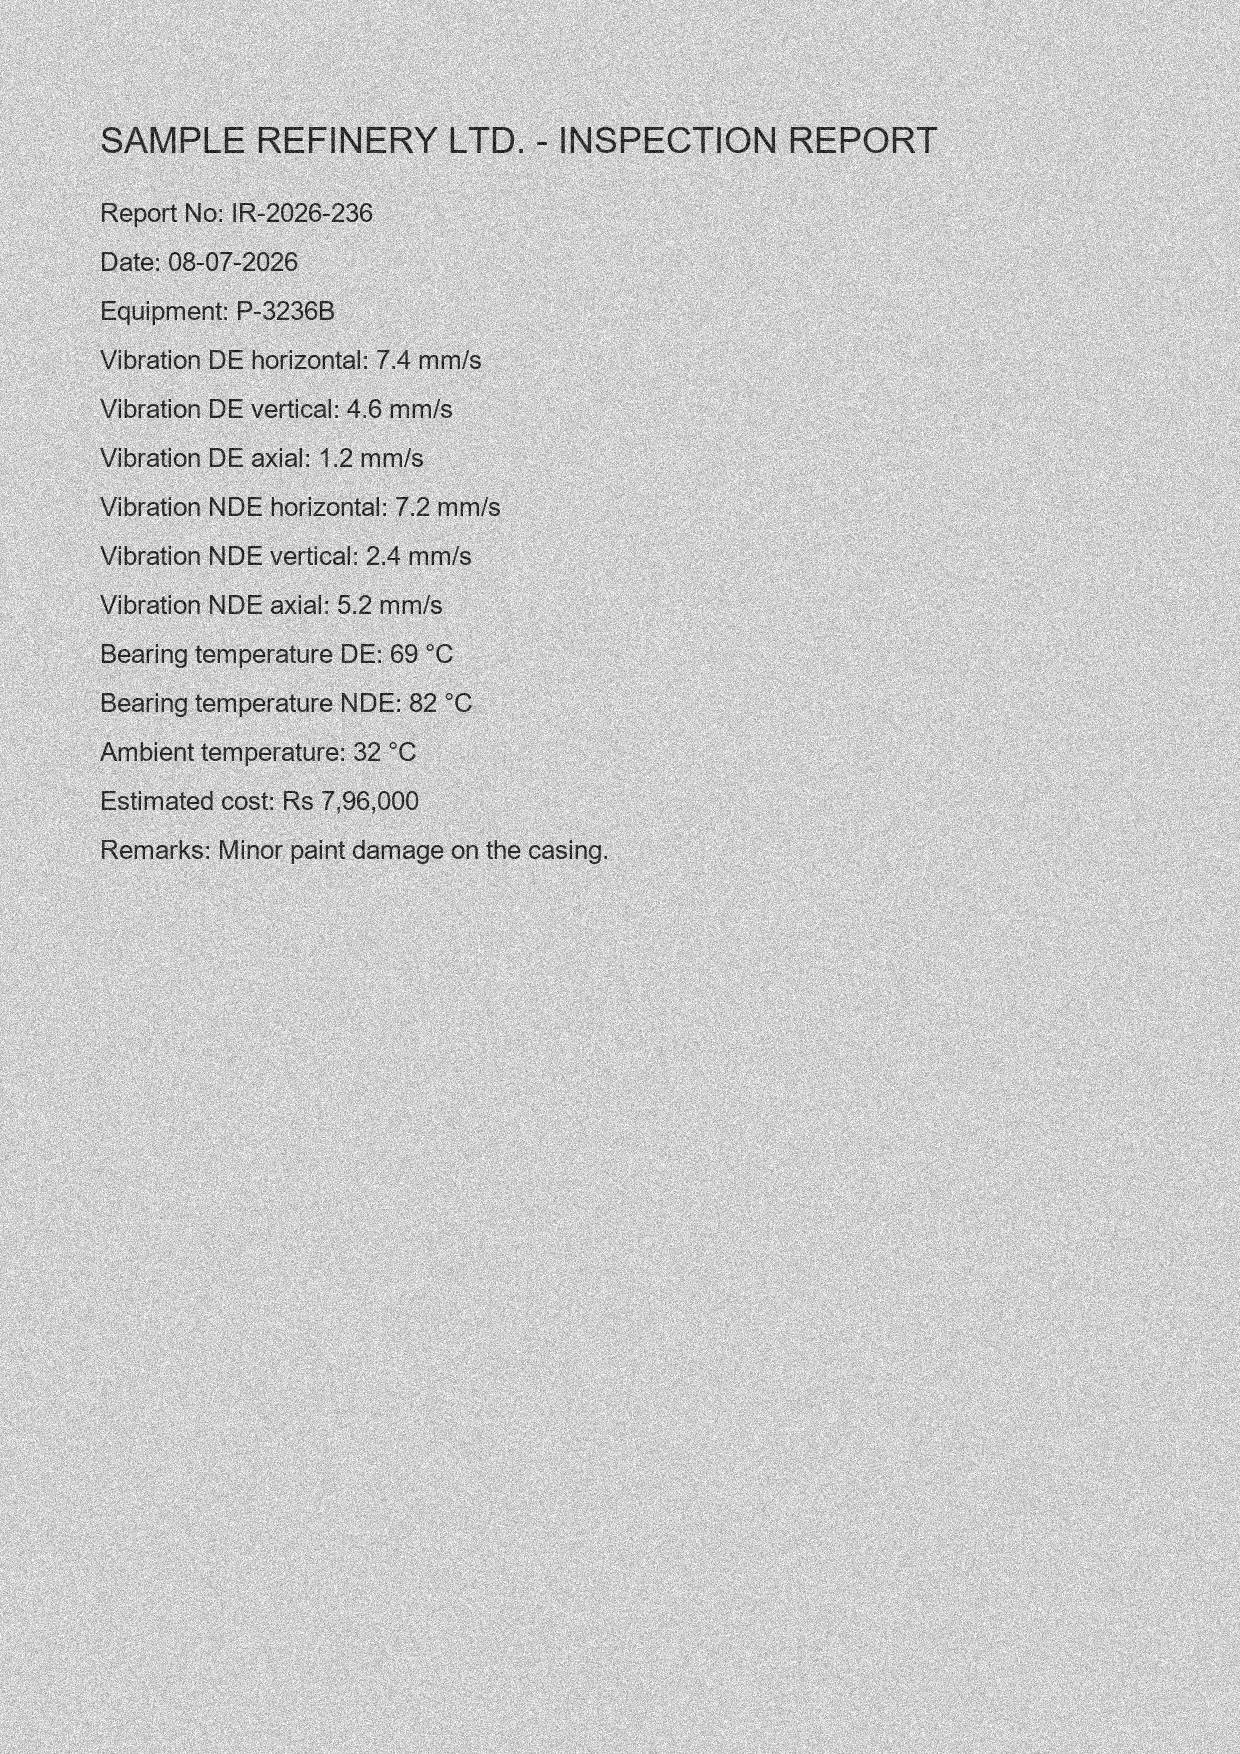 SAMPLE REFINERY LTD. - INSPECTION REPORT
Report No: IR-2026-236
Date: 08-07-2026
Equipment: P-3236B
Vibration DE horizontal: 7.4 mm/s
Vibration DE vertical: 4.6 mm/s
Vibration DE axial: 1.2 mm/s
Vibration NDE horizontal: 7.2 mm/s
Vibration NDE vertical: 2.4 mm/s
Vibration NDE axial: 5.2 mm/s
Bearing temperature DE: 69 °C
Bearing temperature NDE: 82 °C
Ambient temperature: 32 °C
Estimated cost: Rs 7,96,000
Remarks: Minor paint damage on the casing.